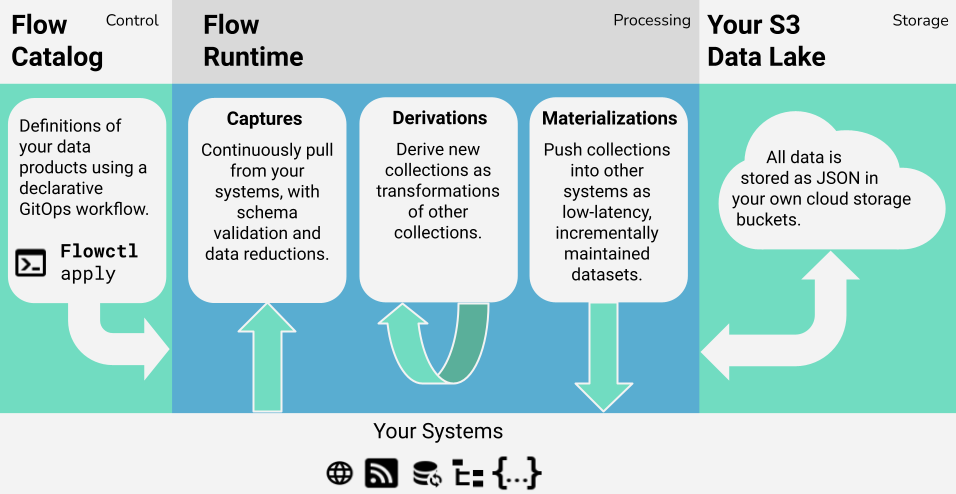 Flow
Catalog
Control
Flow
Runtime
Processing
Your S3
Data Lake
Storage
Definitions of
your data
products using a
declarative
GitOps workflow.
Flowctl
apply
Captures
Continuously pull
from your
systems, with
schema
validation and
data reductions.
Derivations
Derive new
collections as
transformations
of other
collections.
Materializations
Push collections
into other
systems as
low-latency,
incrementally
maintained
datasets.
All data is
stored as JSON in
your own cloud storage
buckets.
Your Systems
{...}